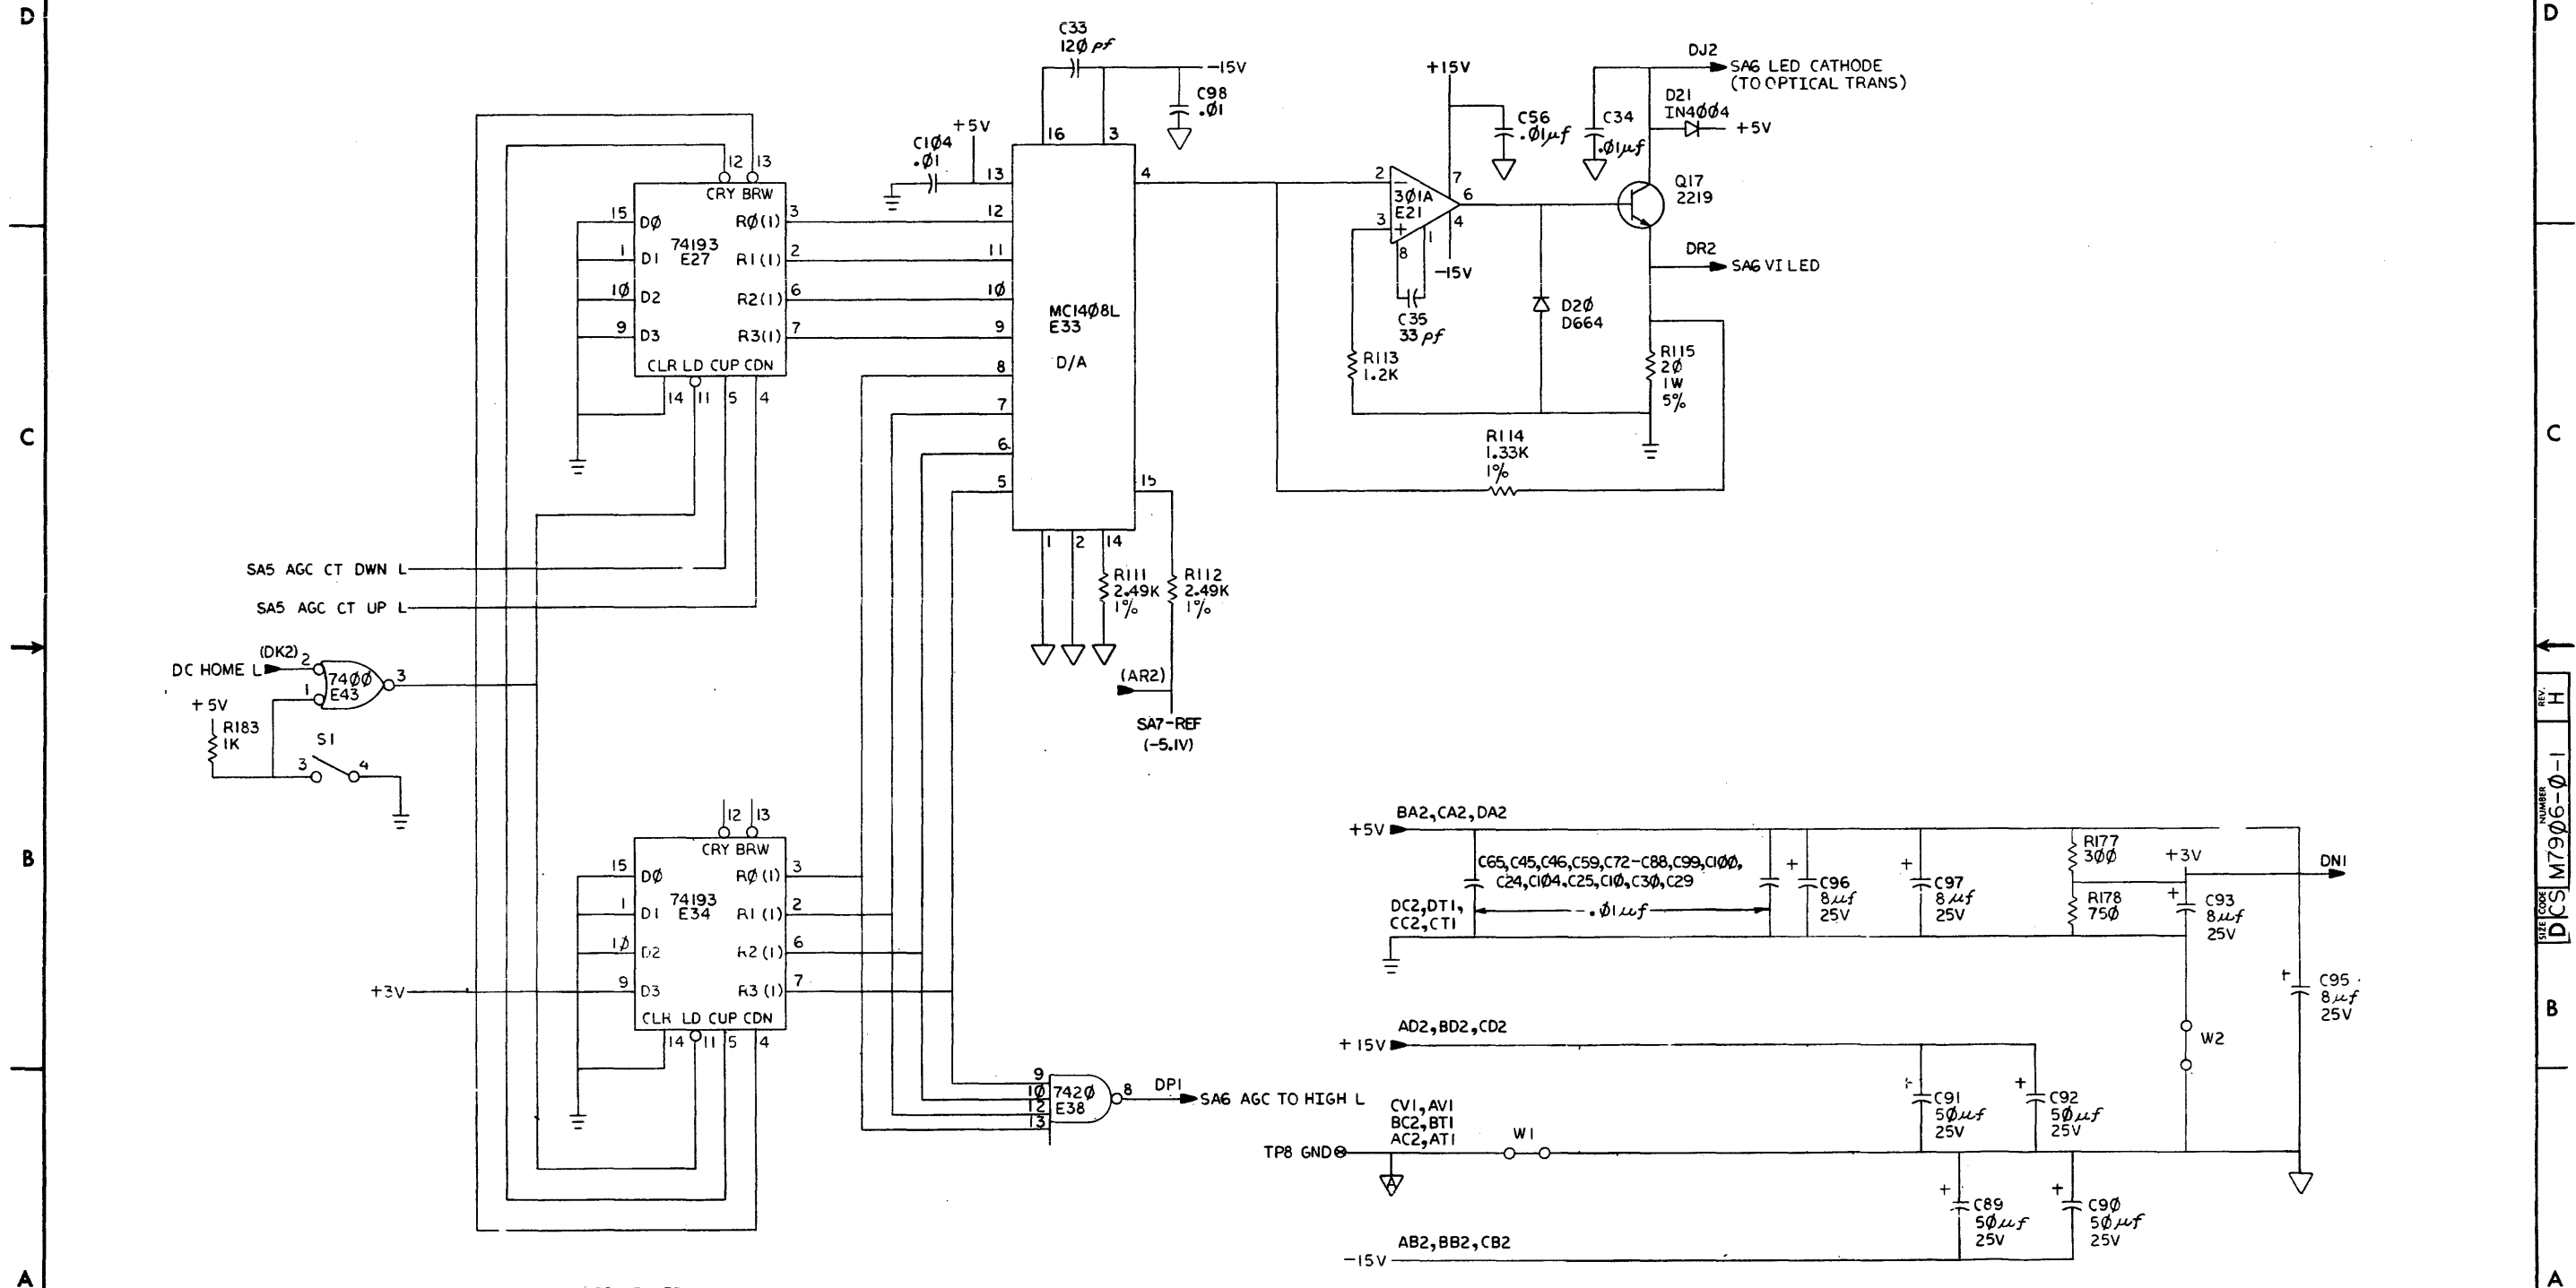 D
D
C33
12Øpf
-15V
C98
.Ø1
+5V
C1Ø4
.Ø1
16
3
13
12
11
1Ø
9
8
7
6
5
4
15
1
2
14
MC14Ø8L
E33
D/A
12
13
CRY BRW
15
DØ
RØ(1)
3
74193
E27
1
D1
R1(1)
2
1Ø
D2
R2(1)
6
9
D3
R3(1)
7
CLR LD CUP CDN
14
11
5
4
+15V
C56
.Ø1µf
C34
.Ø1µf
DJ2
SA6 LED CATHODE
(TO OPTICAL TRANS)
D21
IN4ØØ4
+5V
2
-
3Ø1A
E21
3
+
7
6
4
1
8
-15V
C35
33pf
Q17
2219
DR2
SA6 VI LED
D2Ø
D664
R113
1.2K
R115
2Ø
1W
5%
R114
1.33K
1%
C
C
R111
2.49K
1%
R112
2.49K
1%
(AR2)
SA7-REF
(-5.1V)
SA5 AGC CT DWN L
SA5 AGC CT UP L
DC HOME L
(DK2)
2
1
74ØØ
E43
3
+5V
R183
1K
S1
3
4
12
13
CRY BRW
15
DØ
RØ(1)
3
74193
E34
1
D1
R1(1)
2
1Ø
D2
R2(1)
6
+3V
9
D3
R3(1)
7
CLR LD CUP CDN
14
11
5
4
9
1Ø
12
13
742Ø
E38
8
DP1
SA6 AGC TO HIGH L
BA2,CA2,DA2
+5V
C65,C45,C46,C59,C72-C88,C99,C1ØØ,
C24,C1Ø4,C25,C1Ø,C3Ø,C29
.Ø1µf
DC2,DT1,
CC2,CT1
+
C96
8µf
25V
+
C97
8µf
25V
R177
3ØØ
R178
75Ø
+3V
+
C93
8µf
25V
DN1
+
C95
8µf
25V
W2
AD2,BD2,CD2
+15V
+
C91
5Øµf
25V
+
C92
5Øµf
25V
CV1,AV1
BC2,BT1
AC2,AT1
TP8 GND
A
W1
+
C89
5Øµf
25V
+
C9Ø
5Øµf
25V
AB2,BB2,CB2
-15V
B
B
B
A
A
SIZE
D
CODE
CS
NUMBER
M79Ø6-Ø-1
REV.
H